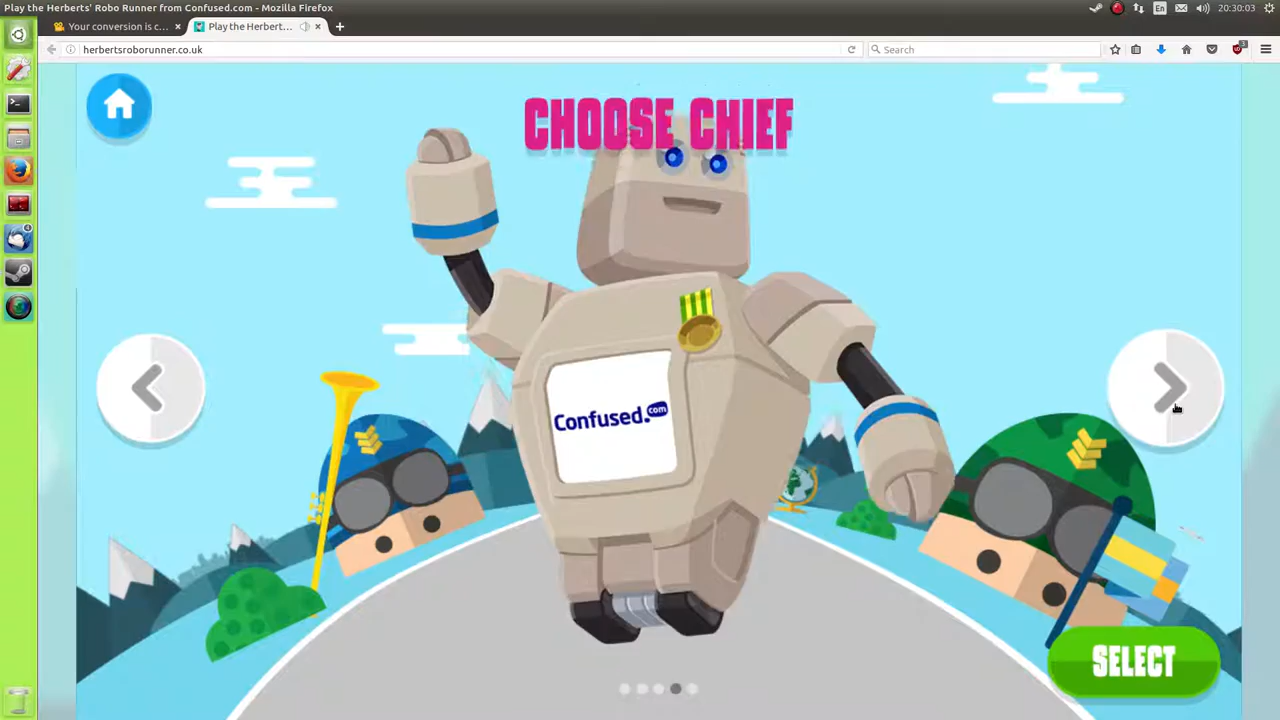 Play the Herberts' Robo Runner from Confused.com - Mozilla Firefox
En
20:30:03
Your conversion is c...
Play the Herbert...
herbertsroborunner.co.uk
Search
CHOOSE CHIEF
Confused.com
SELECT